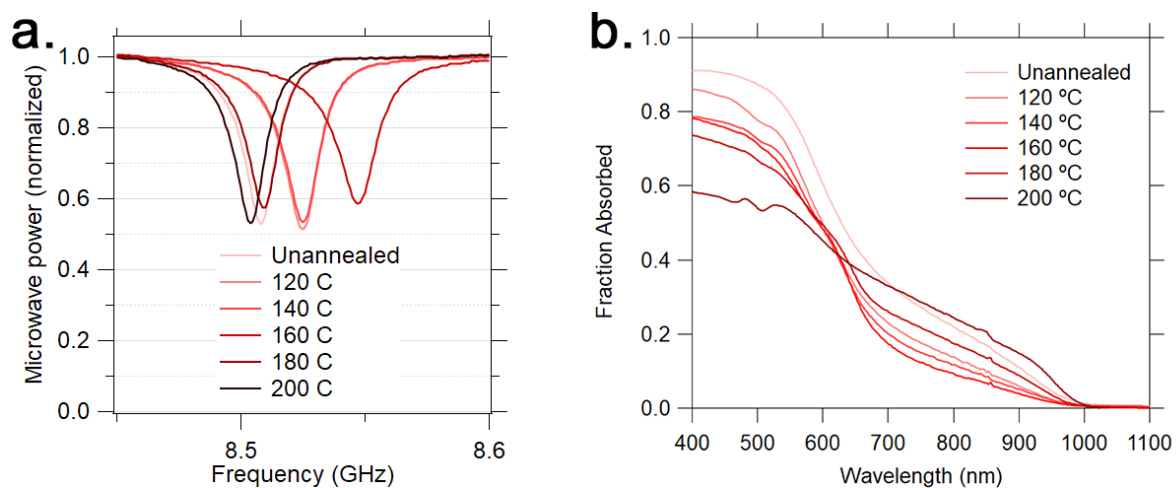 a.
Microwave power (normalized)
1.0
0.8
0.6
0.4
0.2
0.0
Unannealed
120 C
140 C
160 C
180 C
200 C
8.5
8.6
Frequency (GHz)
b.
Fraction Absorbed
1.0
0.8
0.6
0.4
0.2
0.0
Unannealed
120 ºC
140 ºC
160 ºC
180 ºC
200 ºC
400 500 600 700 800 900 1000 1100
Wavelength (nm)